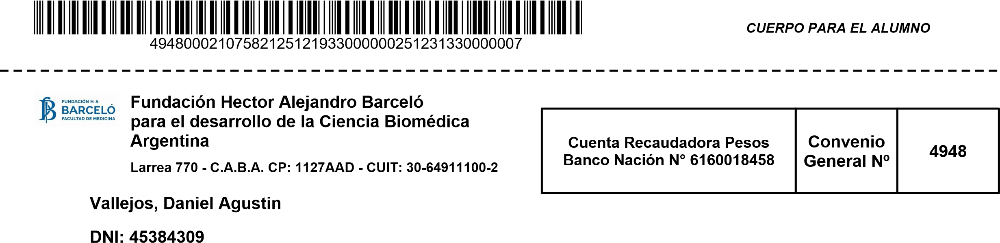 CUERPO PARA EL ALUMNO
494800021075821251219330000002512313300000​07
FUNDACIÓN H. A.
BARCELÓ
FACULTAD DE MEDICINA
Fundación Hector Alejandro Barceló
para el desarrollo de la Ciencia Biomédica
Argentina
Larrea 770 - C.A.B.A. CP: 1127AAD - CUIT: 30-64911100-2
Cuenta Recaudadora Pesos
Banco Nación N° 6160018458
Convenio
General Nº
4948
Vallejos, Daniel Agustin
DNI: 45384309